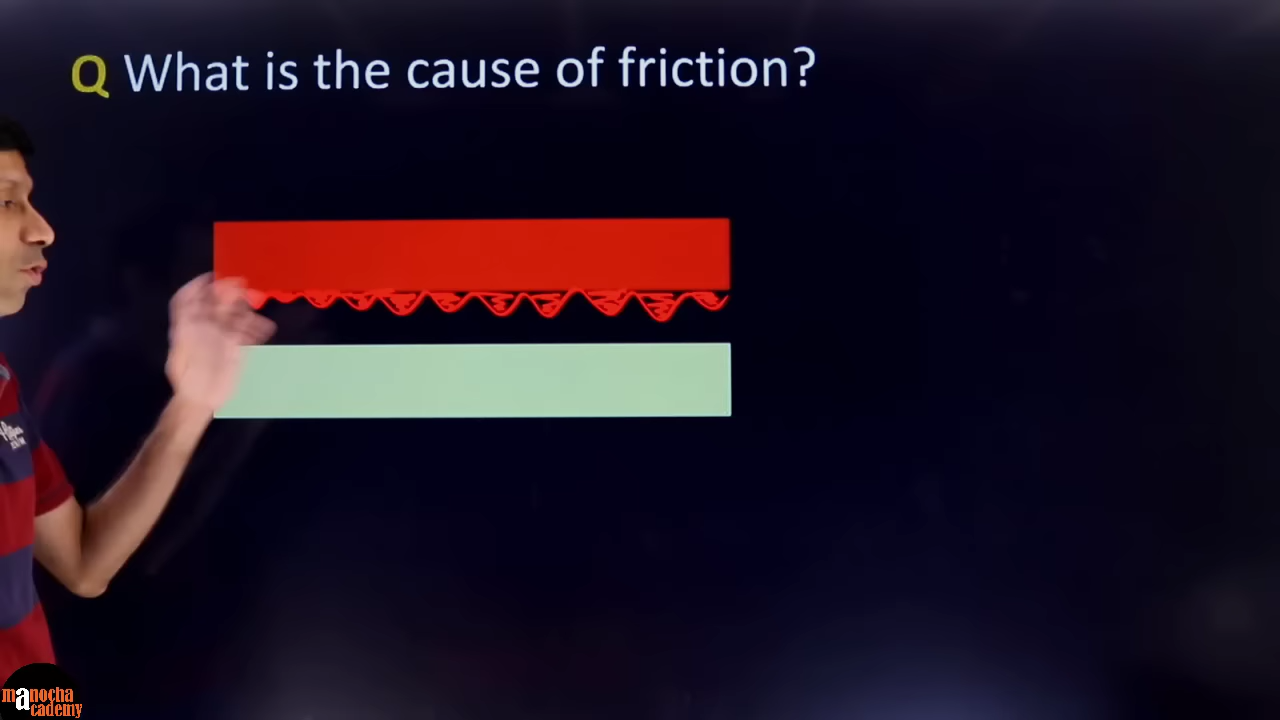 Q What is the cause of friction?
manocha
academy